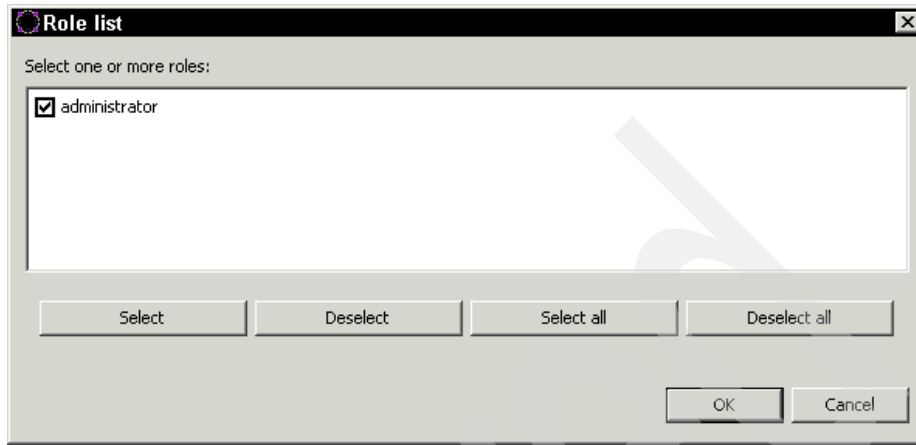 Role list
Select one or more roles:
administrator
Select Deselect Select all Deselect all
OK Cancel